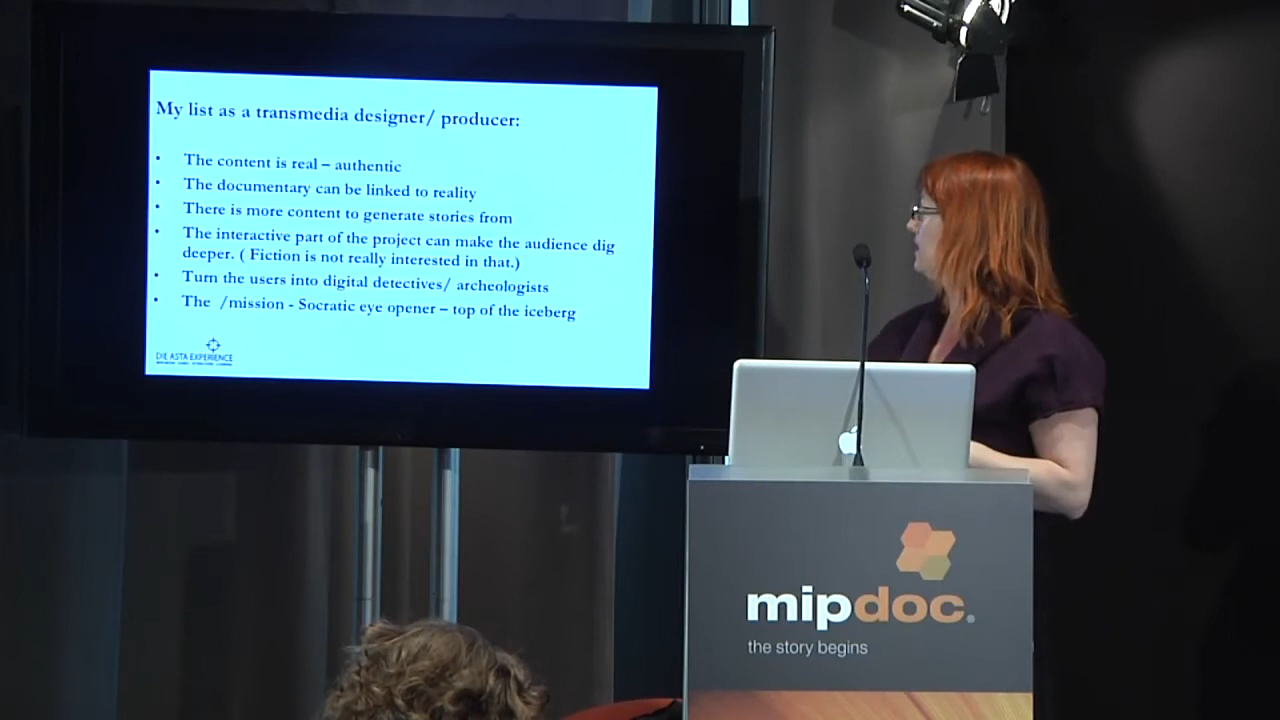 My list as a transmedia designer/ producer:
• The content is real – authentic
• The documentary can be linked to reality
• There is more content to generate stories from
• The interactive part of the project can make the audience dig
deeper. ( Fiction is not really interested in that.)
• Turn the users into digital detectives/ archeologists
• The /mission - Socratic eye opener – top of the iceberg
DIE ASTA EXPERIENCE
mipdoc.
the story begins